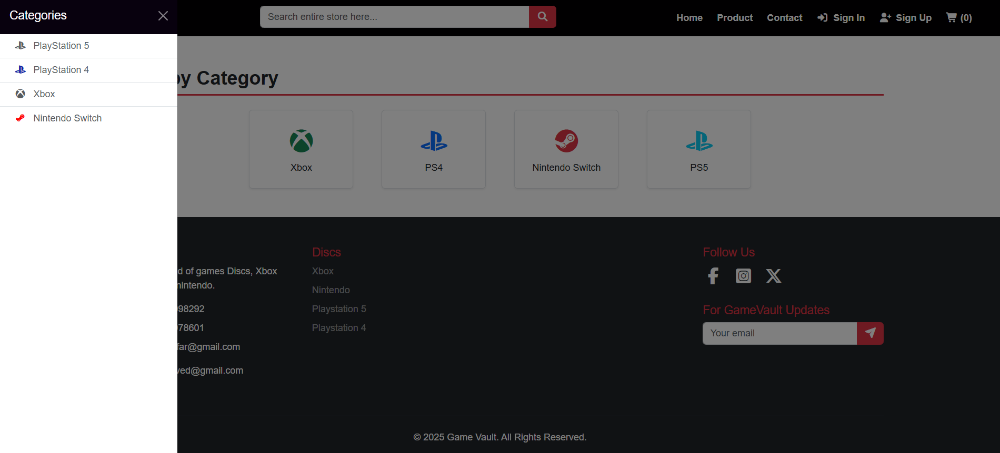 Categories
PlayStation 5
PlayStation 4
Xbox
Nintendo Switch
Search entire store here...
Home
Product
Contact
Sign In
Sign Up
(0)
by Category
Xbox
PS4
Nintendo Switch
PS5
d of games Discs, Xbox
nintendo.
98292
78601
far@gmail.com
ved@gmail.com
Discs
Xbox
Nintendo
Playstation 5
Playstation 4
Follow Us
For GameVault Updates
Your email
© 2025 Game Vault. All Rights Reserved.